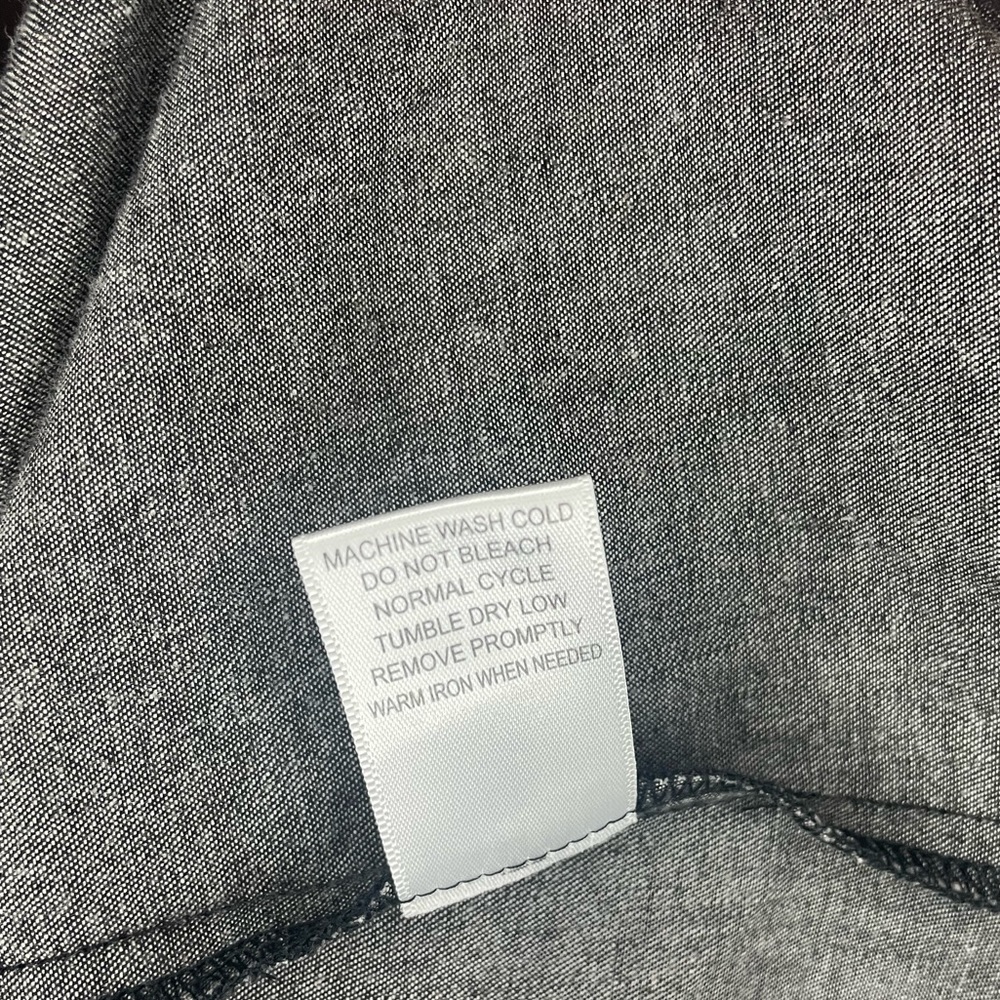 MACHINE WASH COLD
DO NOT BLEACH
NORMAL CYCLE
TUMBLE DRY LOW
REMOVE PROMPTLY
WARM IRON WHEN NEEDED